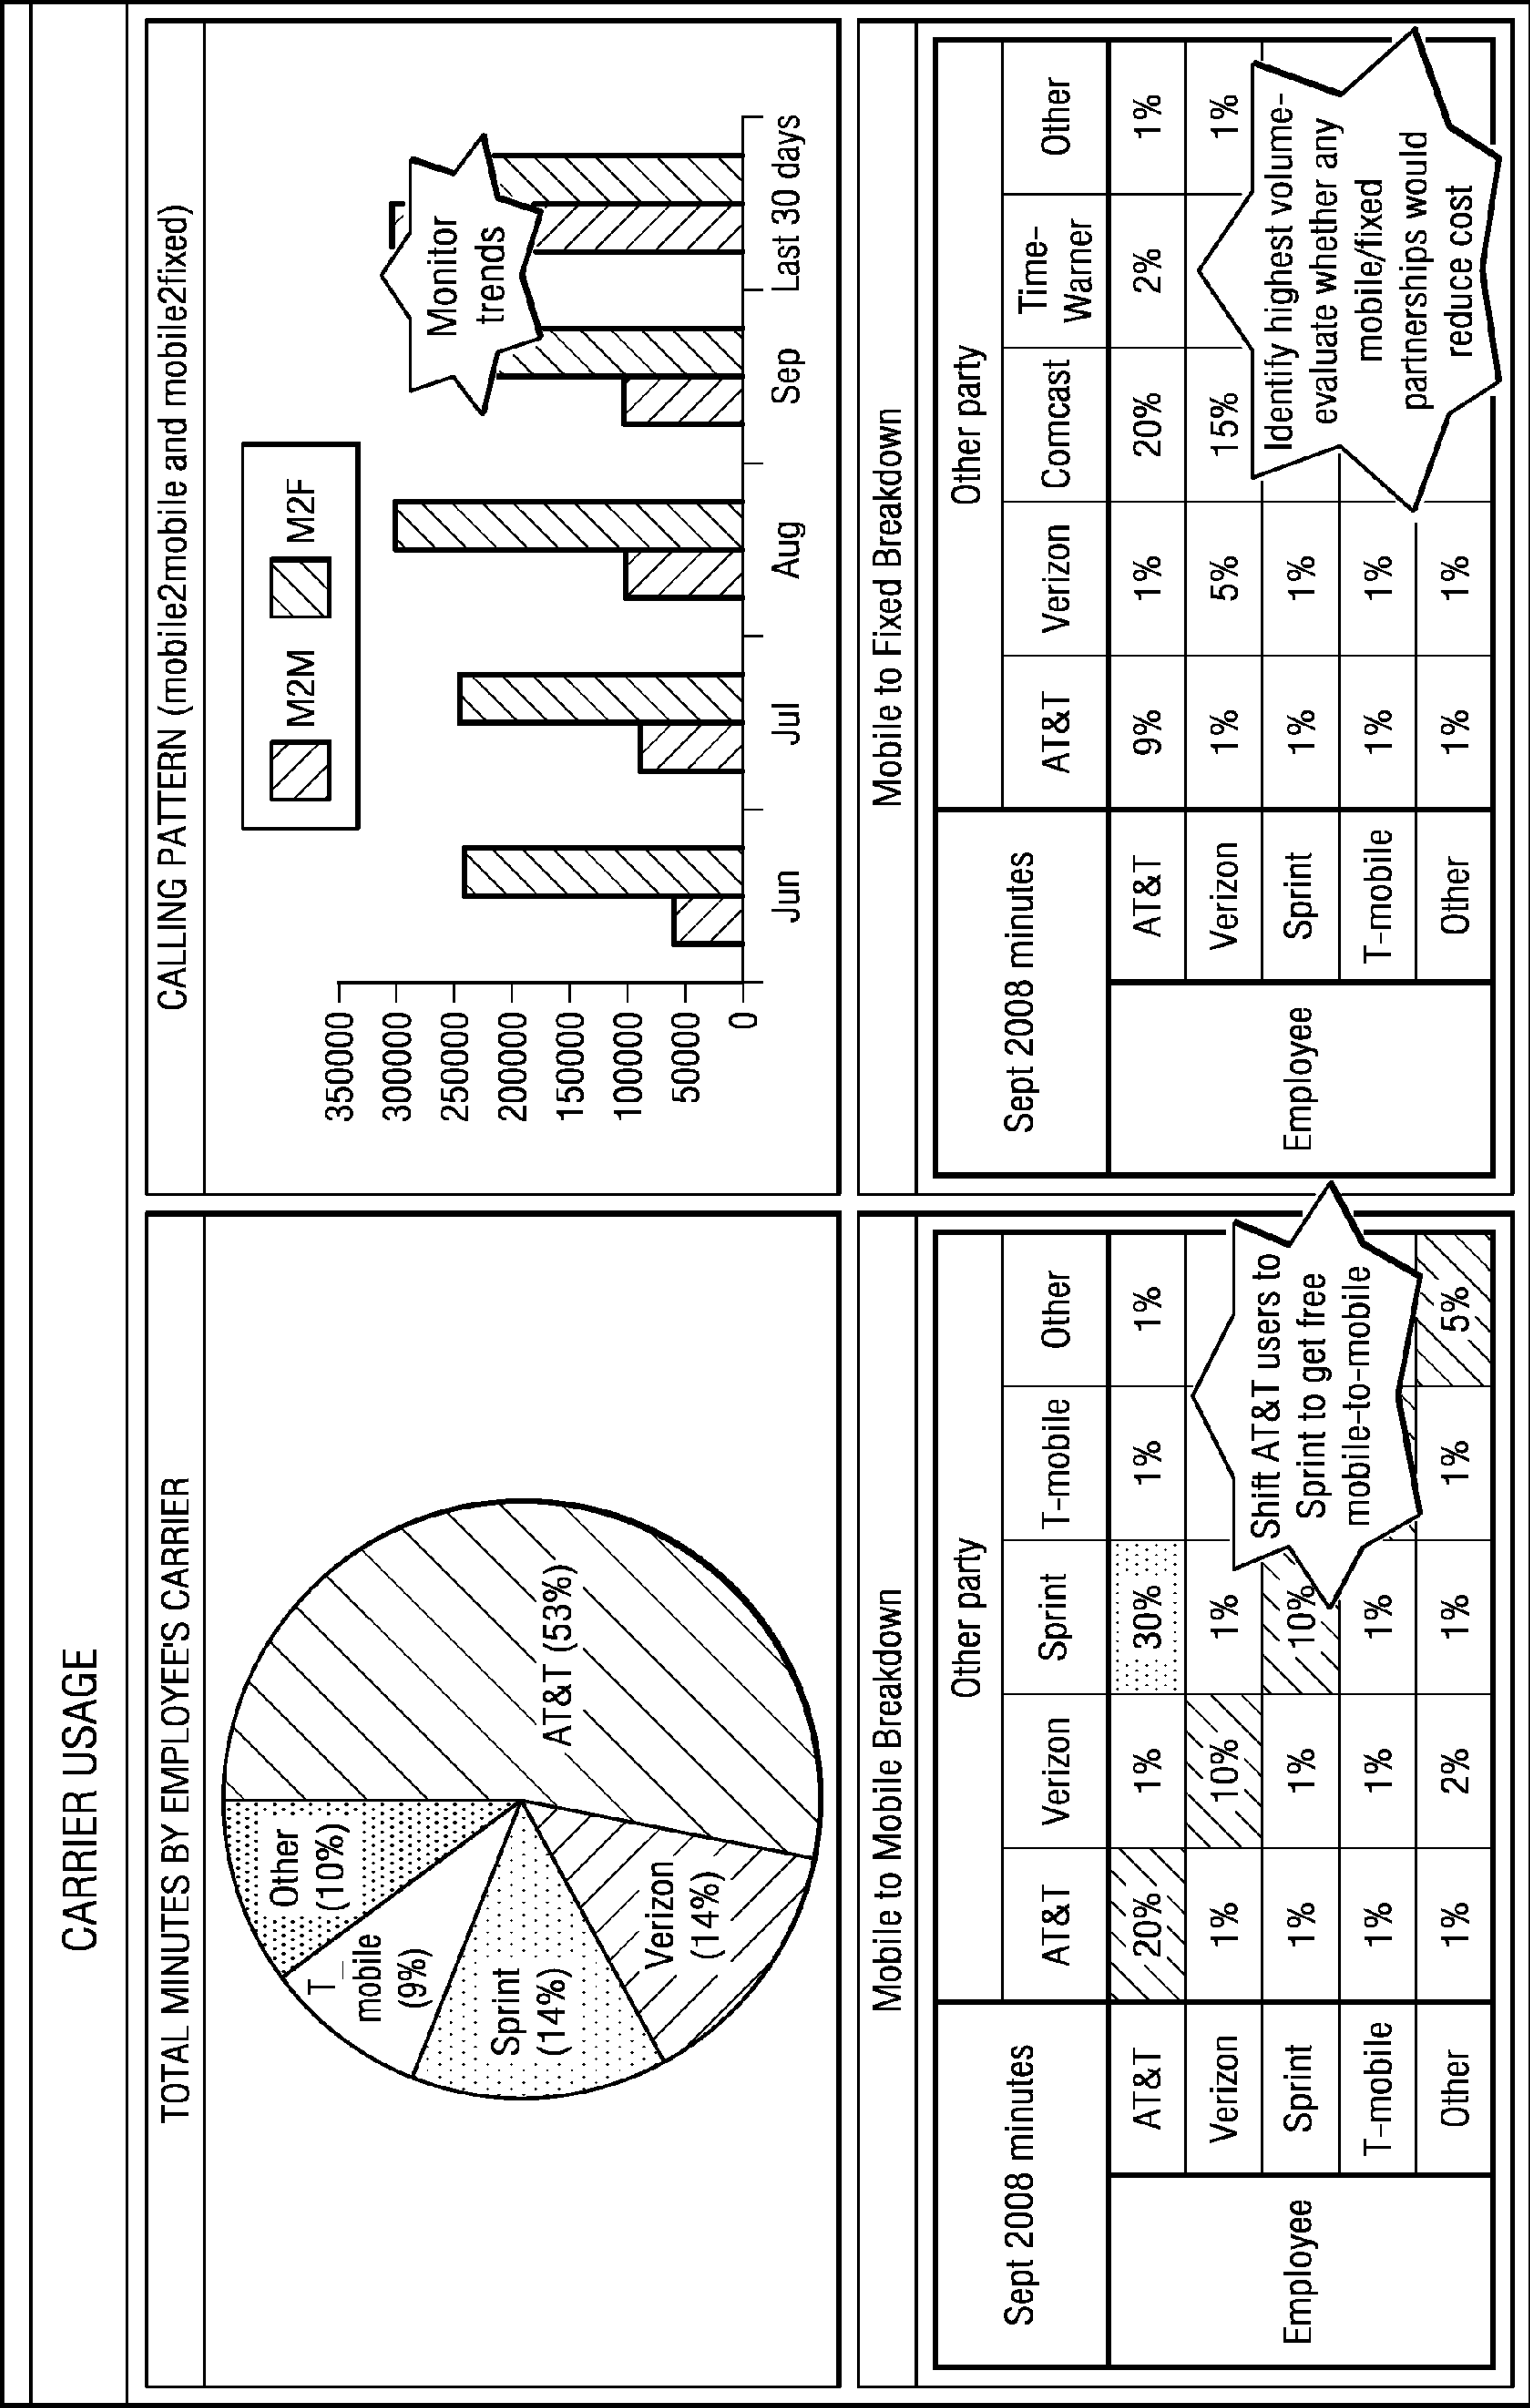 CARRIER USAGE
TOTAL MINUTES BY EMPLOYEE'S CARRIER
Other
(10%)
T_
mobile
(9%)
Sprint
(14%)
Verizon
(14%)
AT&T (53%)
CALLING PATTERN (mobile2mobile and mobile2fixed)
M2M M2F
350000
300000
250000
200000
150000
100000
50000
0
Jun Jul Aug Sep Last 30 days
Monitor
trends
Mobile to Mobile Breakdown
Sept 2008 minutes Other party
AT&T Verizon Sprint T-mobile Other
Employee
AT&T 20% 1% 30% 1% 1%
Verizon 1% 10% 1%
Sprint 1% 1% 10%
T-mobile 1% 1% 1%
Other 1% 2% 1% 1% 5%
Shift AT&T users to
Sprint to get free
mobile-to-mobile
Mobile to Fixed Breakdown
Sept 2008 minutes Other party
AT&T Verizon Comcast Time-
Warner Other
Employee
AT&T 9% 1% 20% 2% 1%
Verizon 1% 5% 15% 1%
Sprint 1% 1%
T-mobile 1% 1%
Other 1% 1%
Identify highest volume-
evaluate whether any
mobile/fixed
partnerships would
reduce cost